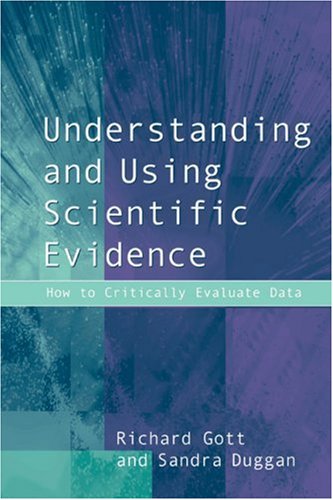 Understanding
and Using
Scientific
Evidence
How to Critically Evaluate Data
Richard Gott
and Sandra Duggan